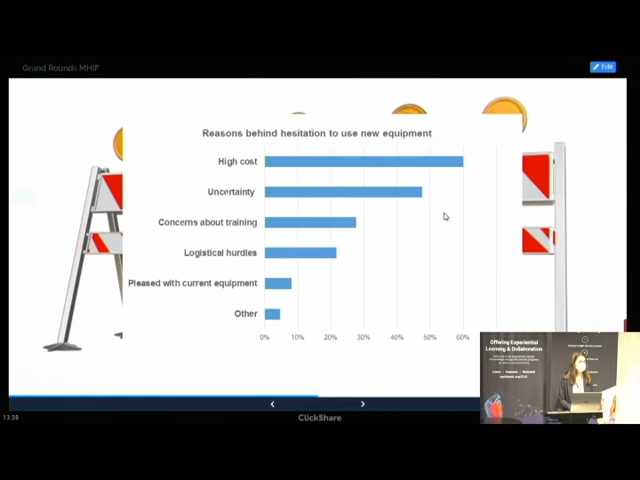 Grand Rounds MHIF
Edit
Reasons behind hesitation to use new equipment
High cost
Uncertainty
Concerns about training
Logistical hurdles
Pleased with current equipment
Other
0%
10%
20%
30%
40%
50%
60%
Offering Experiential
Learning & Collaboration
13:38
ClickShare